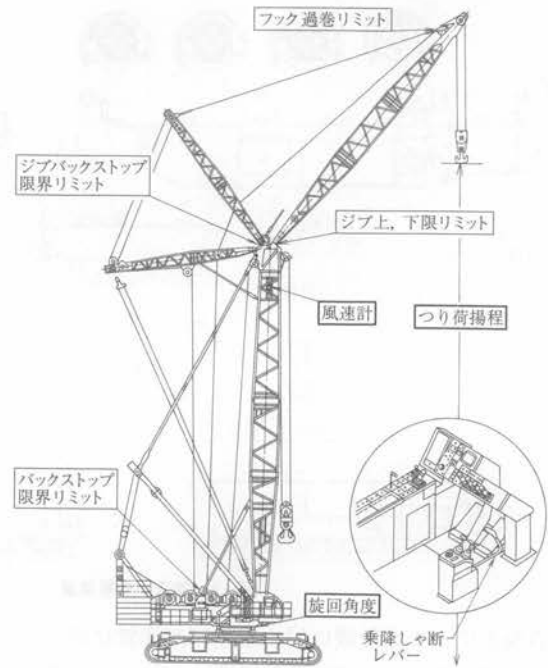 フック過巻リミット
ジブバックストップ
限界リミット
ジブ上，下限リミット
風速計
つり荷揚程
バックストップ
限界リミット
旋回角度
乗降しゃ断
レバー